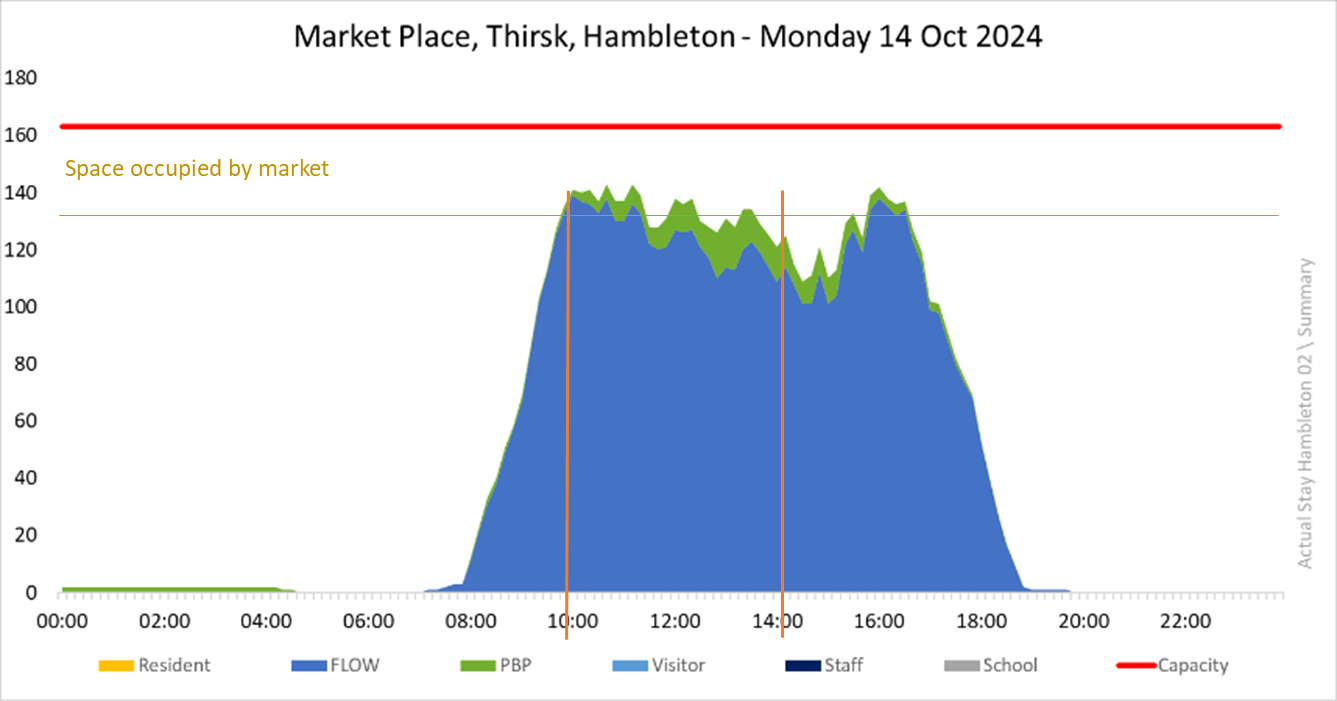 Market Place, Thirsk, Hambleton - Monday 14 Oct 2024
180
160
Space occupied by market
140
120
100
80
60
40
20
0
00:00 02:00 04:00 06:00 08:00 10:00 12:00 14:00 16:00 18:00 20:00 22:00
Resident FLOW PBP Visitor Staff School Capacity
Actual Stay Hambleton 02 \ Summary